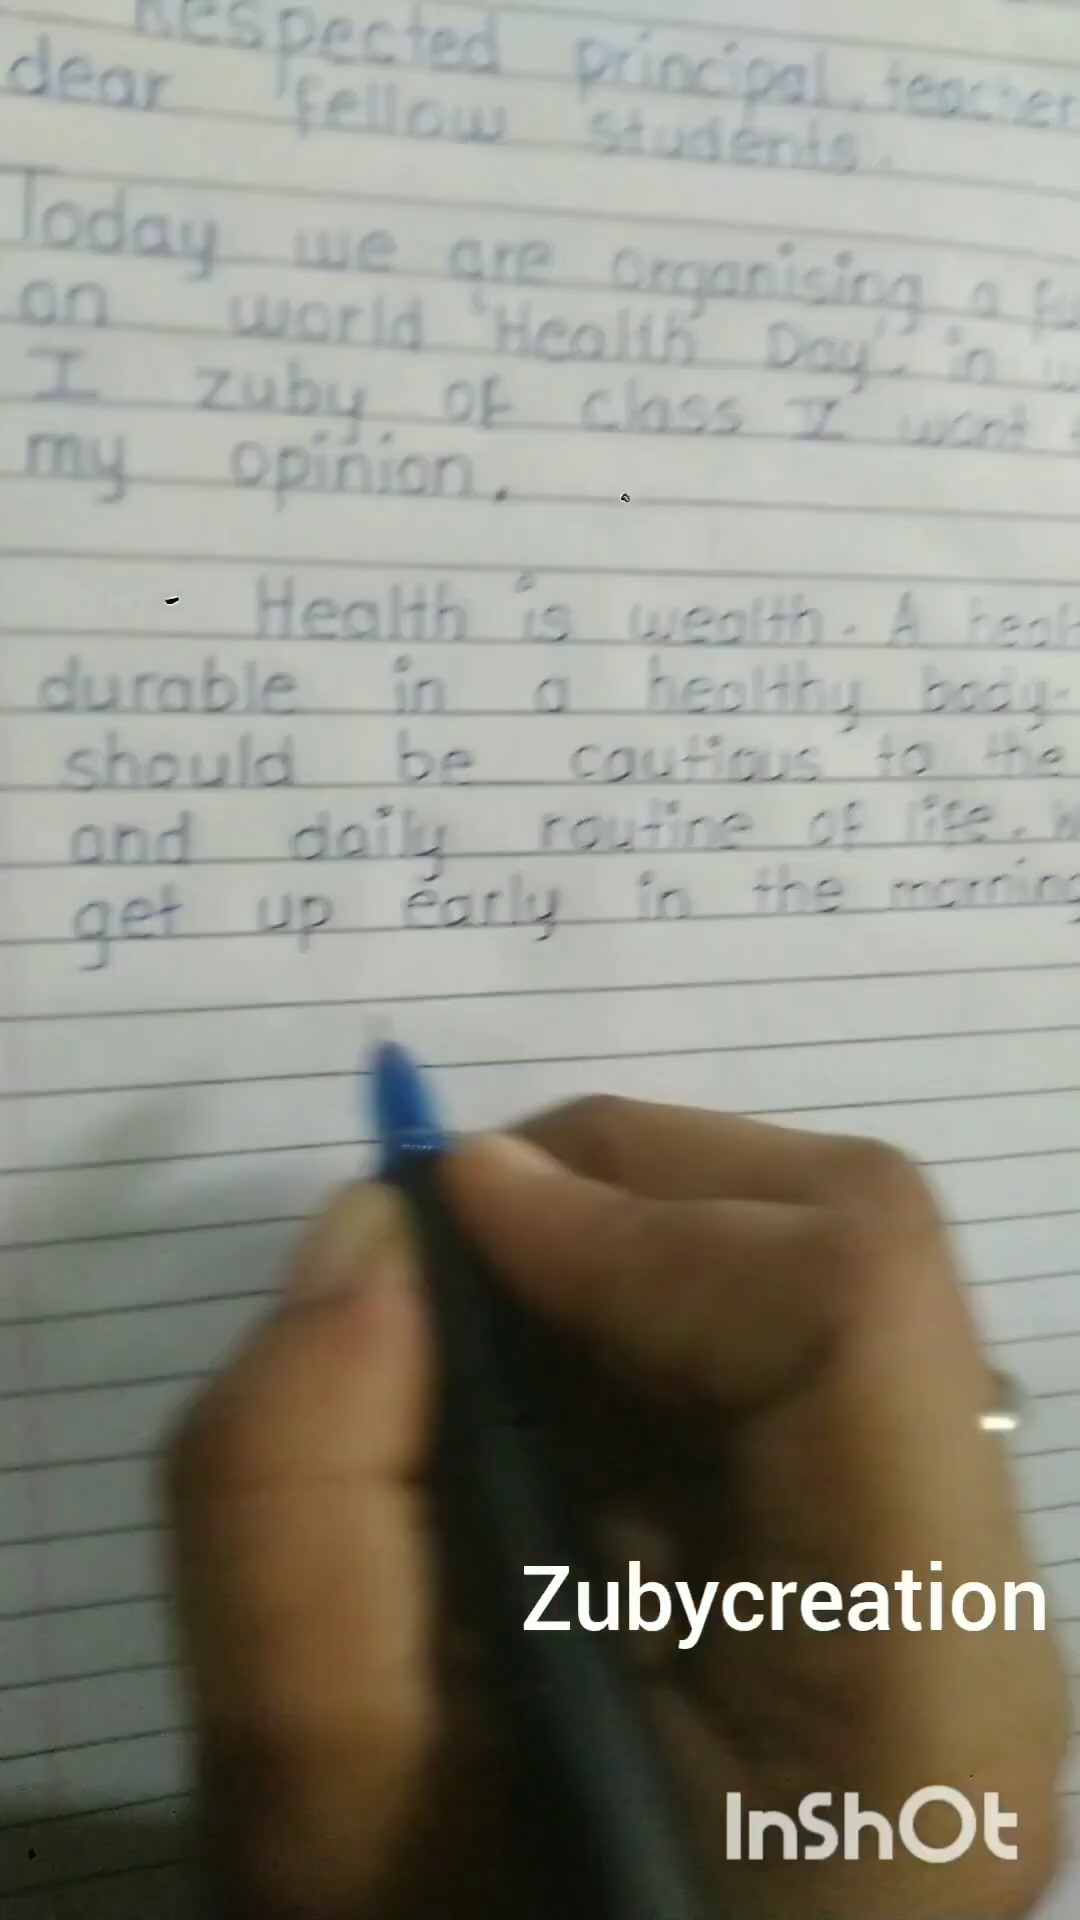 Respected principal, teacher
dear fellow students.
Today we are organising a
on world 'Health Day'. in
I zuby of class V want
my opinion.
Health is wealth. A
durable in a healthy body.
should be cautious to the
and daily routine of life.
get up early in the morning
Zubycreation
InShOt